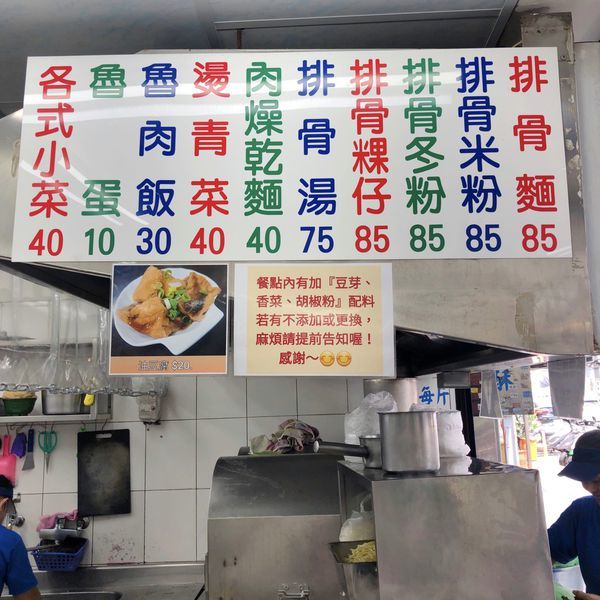 排骨麵 85
排骨米粉 85
排骨冬粉 85
排骨粿仔 85
排骨湯 75
肉燥乾麵 40
燙青菜 40
魯肉飯 30
魯蛋 10
各式小菜 40
油豆腐 $20.
餐點內有加『豆芽、
香菜、胡椒粉』配料
若有不添加或更換，
麻煩請提前告知喔！
感謝～
每斤
酥